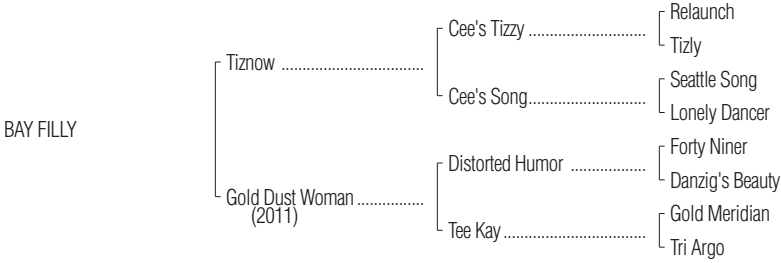 Relaunch
Cee's Tizzy ................................
Tizly
Tiznow ......................................
Seattle Song
Cee's Song................................
Lonely Dancer
BAY FILLY
Forty Niner
Distorted Humor ....................
Danzig's Beauty
Gold Dust Woman ..................
(2011)
Gold Meridian
Tee Kay.......................................
Tri Argo